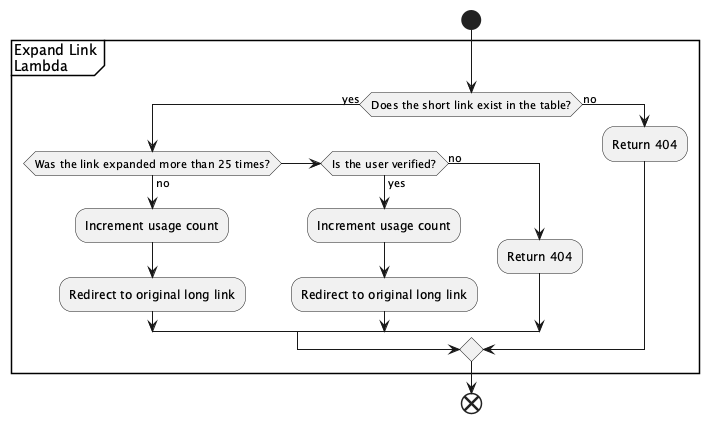 Expand Link
Lambda
yes
Does the short link exist in the table?
no
Was the link expanded more than 25 times?
Is the user verified?
no
Return 404
no
yes
Increment usage count
Increment usage count
Return 404
Redirect to original long link
Redirect to original long link